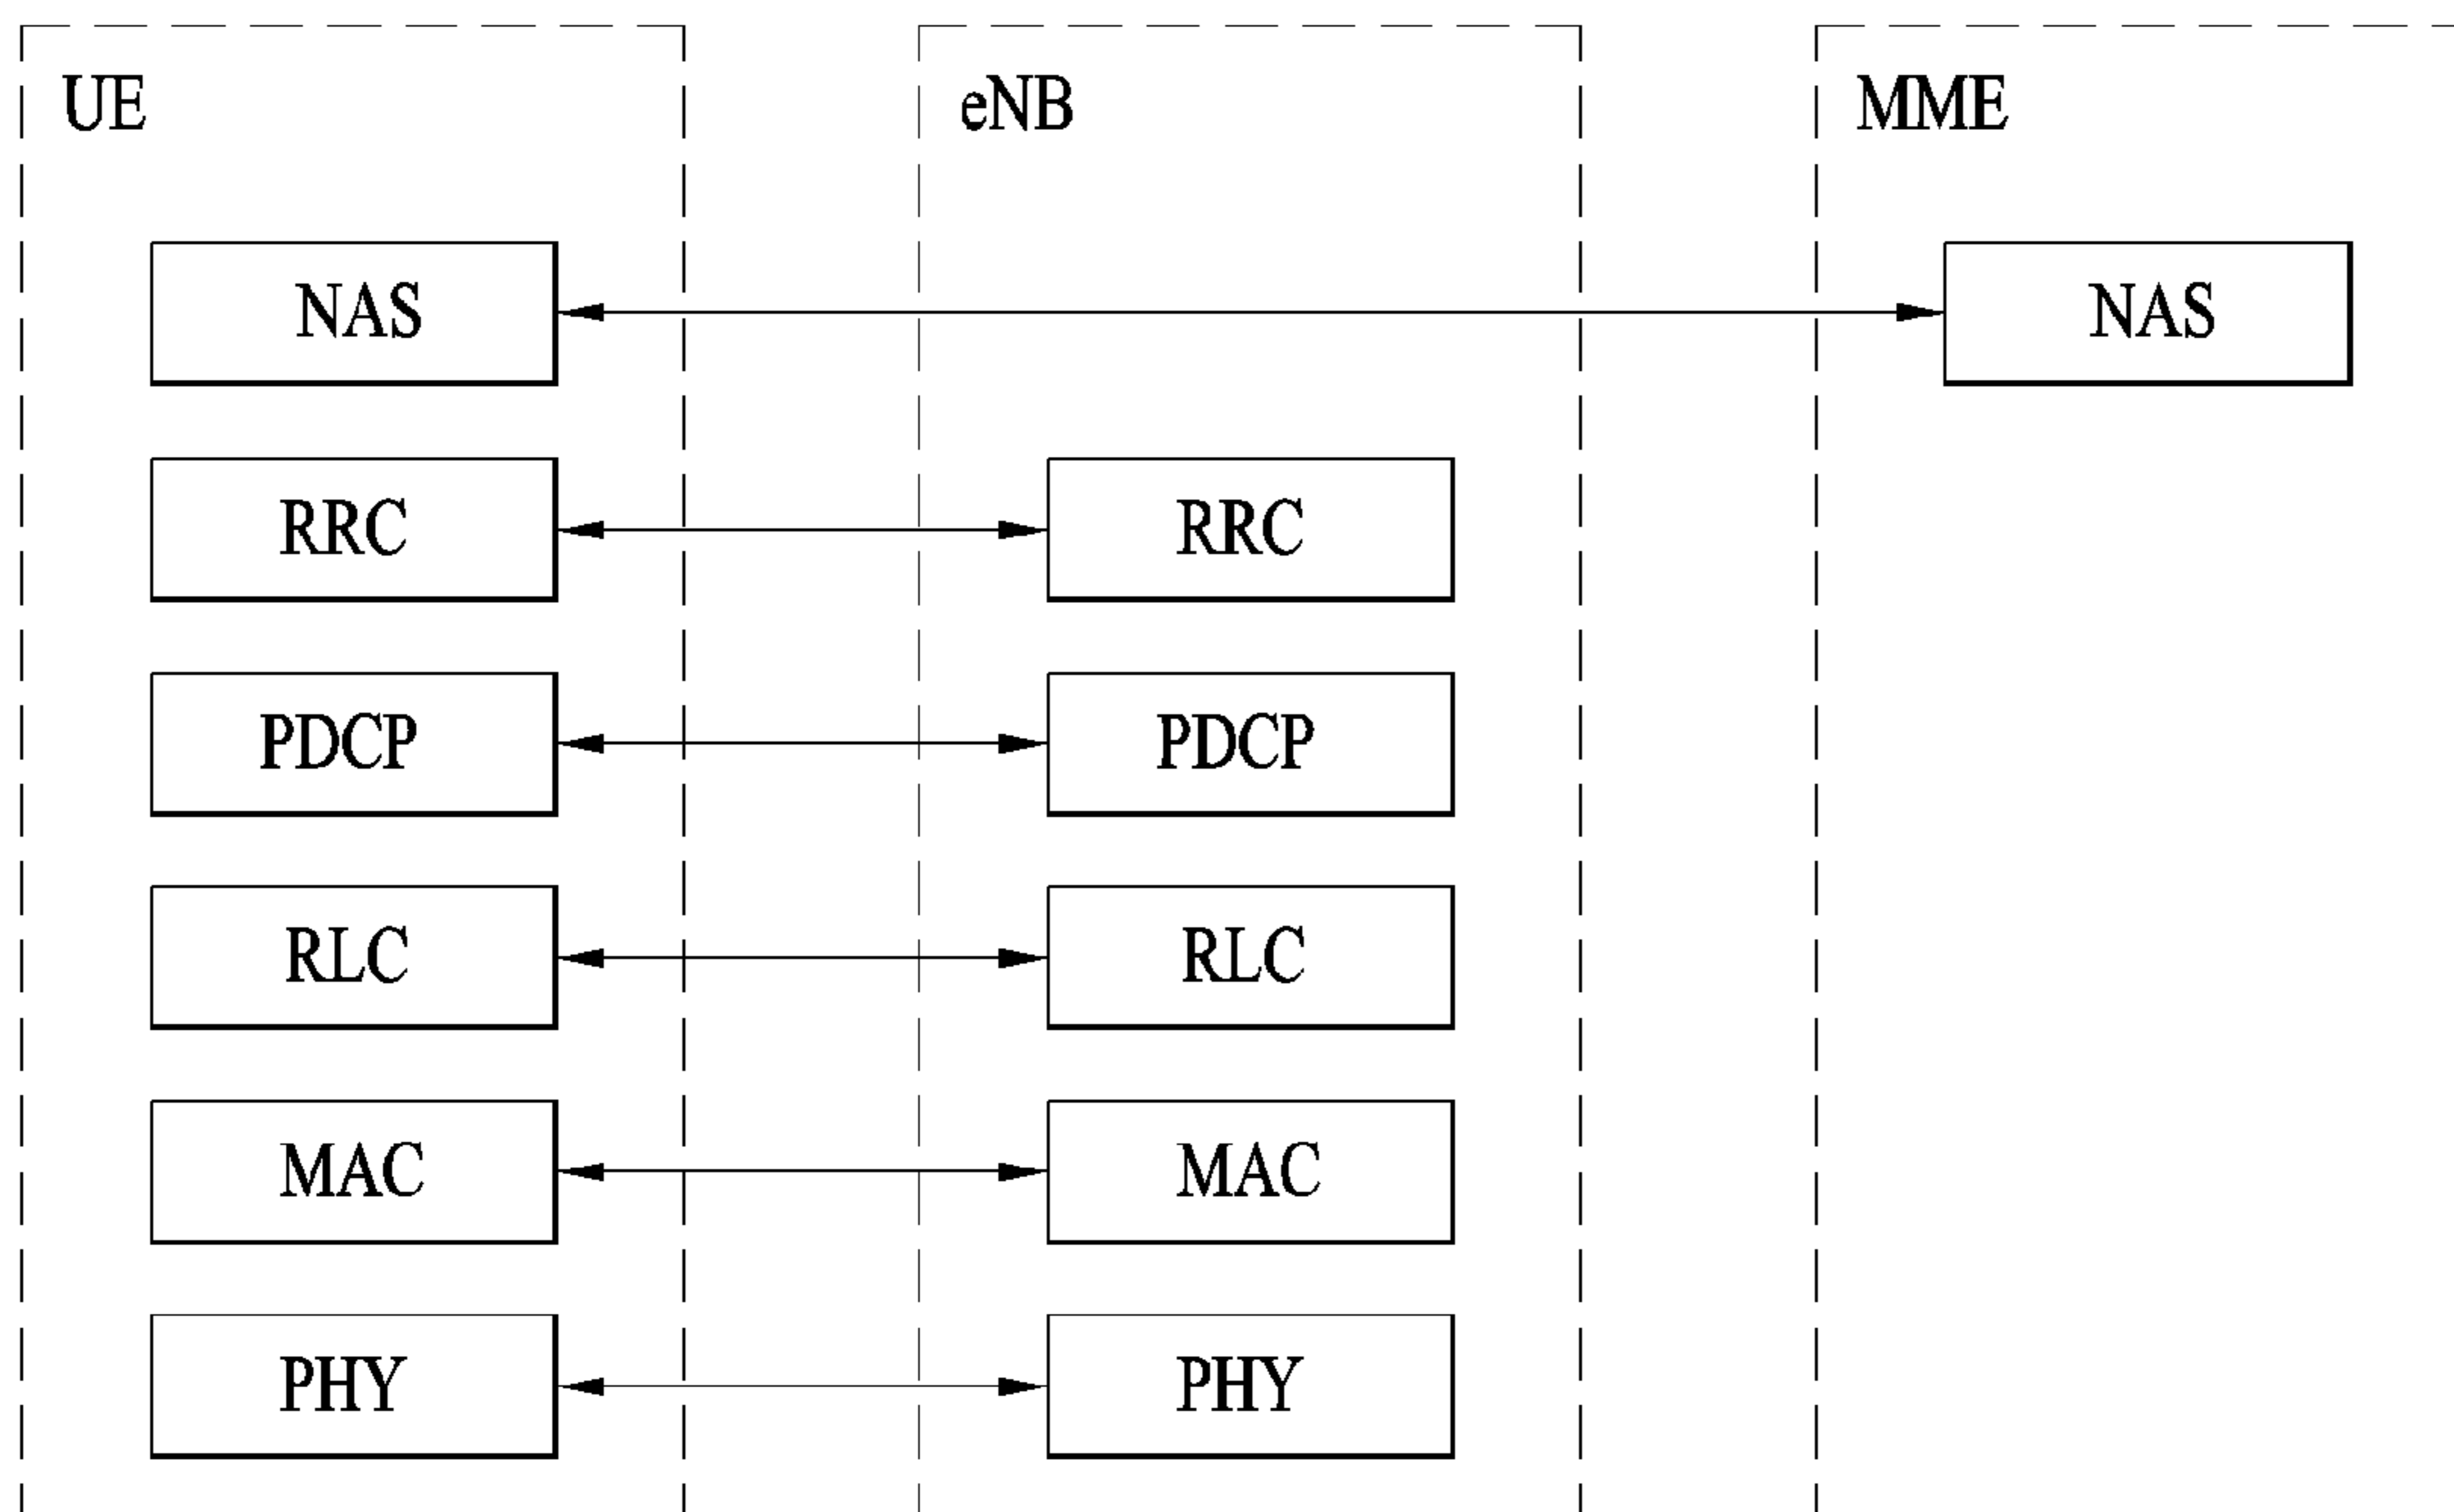 UE eNB MME
NAS NAS
RRC RRC
PDCP PDCP
RLC RLC
MAC MAC
PHY PHY